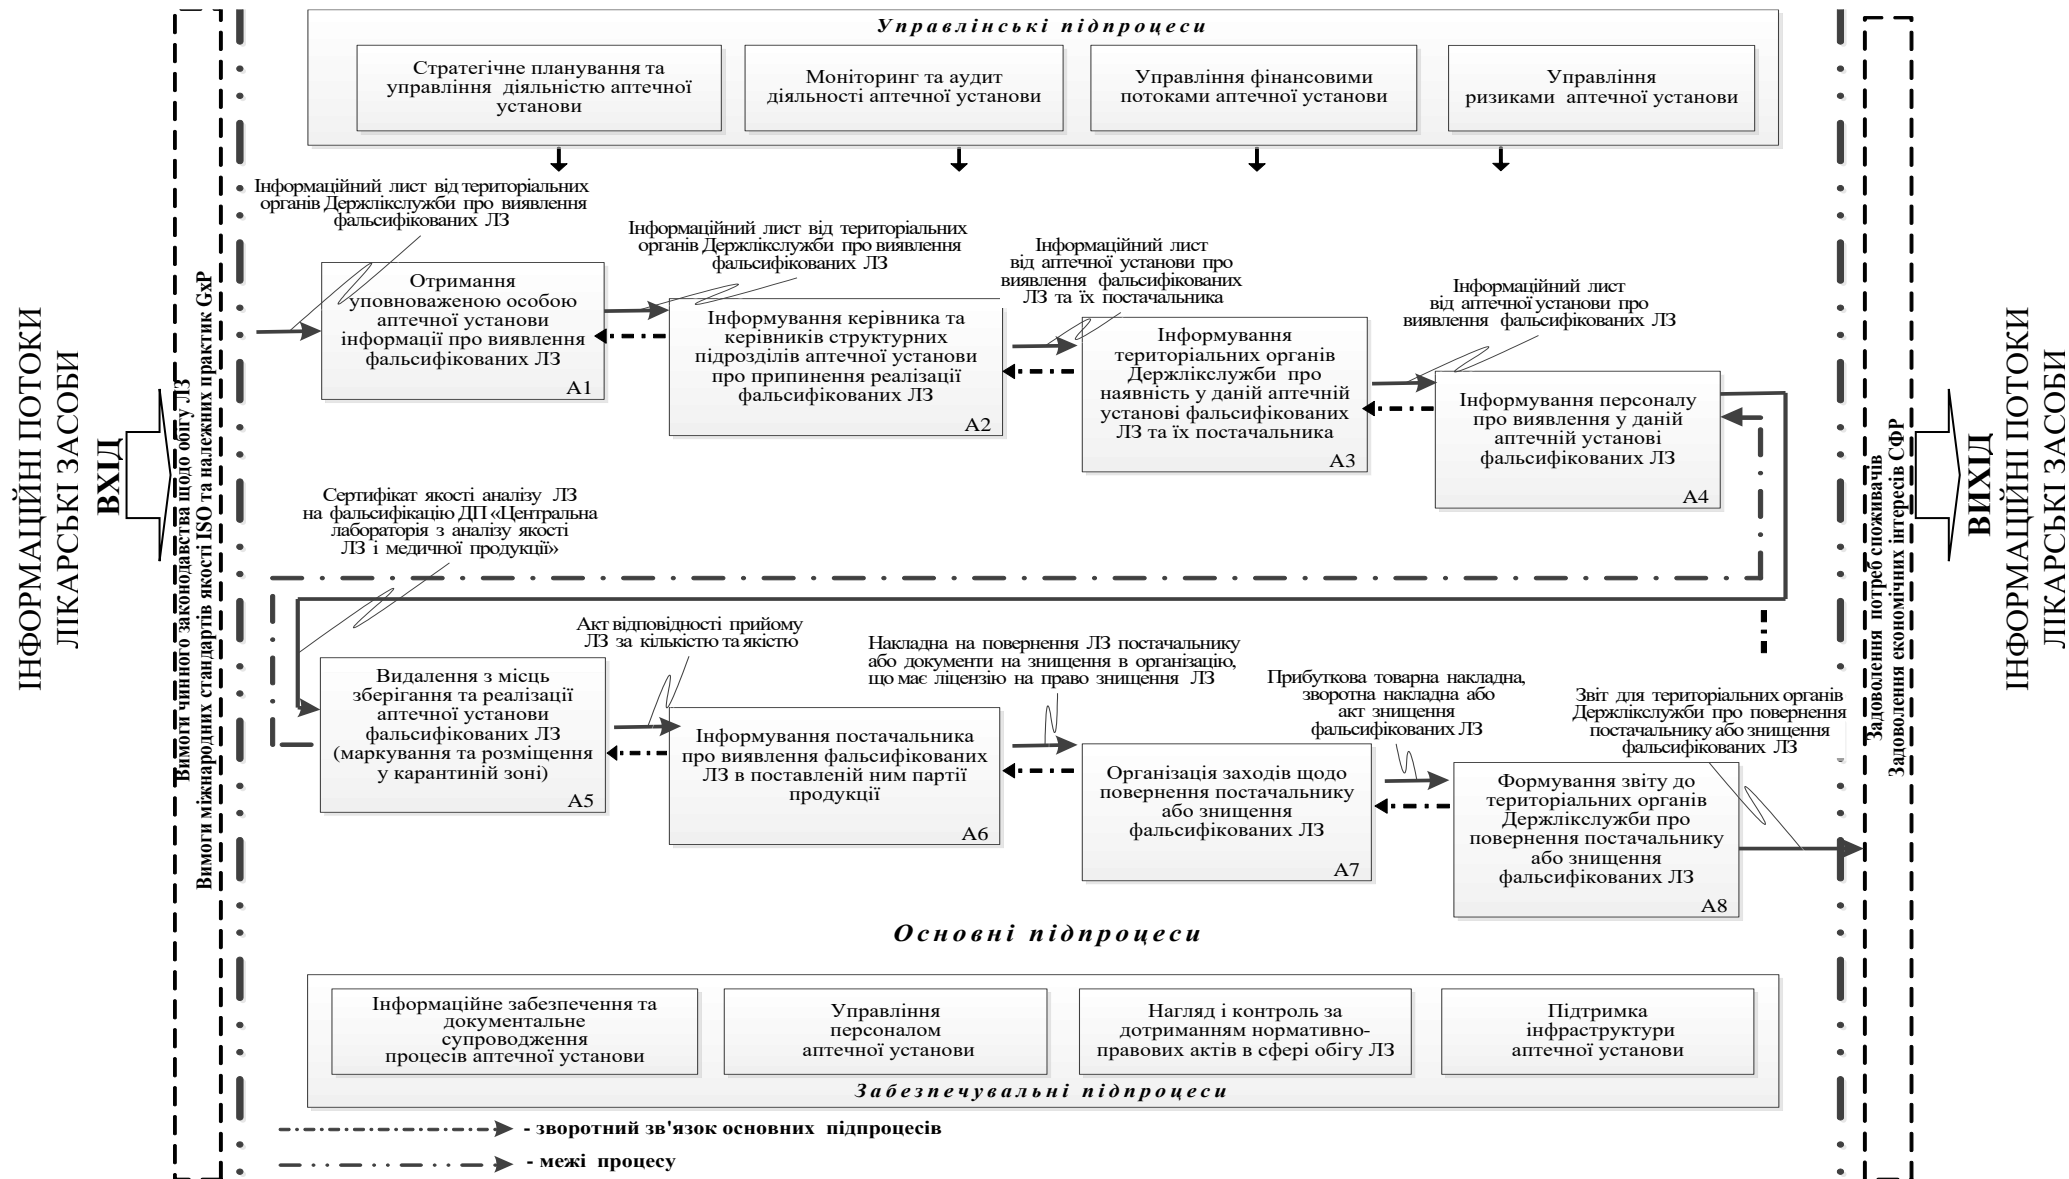 Управлінські підпроцеси
Стратегічне планування та
управління діяльністю аптечної
установи
Моніторинг та аудит
діяльності аптечної установи
Управління фінансовими
потоками аптечної установи
Управління
ризиками аптечної установи
ІНФОРМАЦІЙНІ ПОТОКИ
ЛІКАРСЬКІ ЗАСОБИ
ВХІД
Вимоги чинного законодавства щодо обігу ЛЗ
Вимоги міжнародних стандартів якості ISO та належних практик GxP
Інформаційний лист від територіальних
органів Держлікслужби про виявлення
фальсифікованих ЛЗ
Отримання
уповноваженою особою
аптечної установи
інформації про виявлення
фальсифікованих ЛЗ
А1
Інформаційний лист від територіальних
органів Держлікслужби про виявлення
фальсифікованих ЛЗ
Інформування керівника та
керівників структурних
підрозділів аптечної установи
про припинення реалізації
фальсифікованих ЛЗ
А2
Інформаційний лист
від аптечної установи про
виявлення фальсифікованих
ЛЗ та їх постачальника
Інформування
територіальних органів
Держлікслужби про
наявність у даній аптечній
установі фальсифікованих
ЛЗ та їх постачальника
А3
Інформаційний лист
від аптечної установи про
виявлення фальсифікованих ЛЗ
Інформування персоналу
про виявлення у даній
аптечній установі
фальсифікованих ЛЗ
А4
Сертифікат якості аналізу ЛЗ
на фальсифікацію ДП «Центральна
лабораторія з аналізу якості
ЛЗ і медичної продукції»
Видалення з місць
зберігання та реалізації
аптечної установи
фальсифікованих ЛЗ
(маркування та розміщення
у карантиній зоні)
А5
Акт відповідності прийому
ЛЗ за кількістю та якістю
Інформування постачальника
про виявлення фальсифікованих
ЛЗ в поставленій ним партії
продукції
А6
Накладна на повернення ЛЗ постачальнику
або документи на знищення в організацію,
що має ліцензію на право знищення ЛЗ
Організація заходів щодо
повернення постачальнику
або знищення
фальсифікованих ЛЗ
А7
Прибуткова товарна накладна,
зворотна накладна або
акт знищення
фальсифікованих ЛЗ
Формування звіту до
територіальних органів
Держлікслужби про
повернення постачальнику
або знищення
фальсифікованих ЛЗ
А8
Звіт для територіальних органів
Держлікслужби про повернення
постачальнику або знищення
фальсифікованих ЛЗ
Задоволення потреб споживачів
Задоволення економічних інтересів СФР
ВИХІД
ІНФОРМАЦІЙНІ ПОТОКИ
ЛІКАРСЬКІ ЗАСОБИ
Основні підпроцеси
Інформаційне забезпечення та
документальне
супроводження
процесів аптечної установи
Управління
персоналом
аптечної установи
Нагляд і контроль за
дотриманням нормативно-
правових актів в сфері обігу ЛЗ
Підтримка
інфраструктури
аптечної установи
Забезпечувальні підпроцеси
- зворотний зв'язок основних підпроцесів
- межі процесу